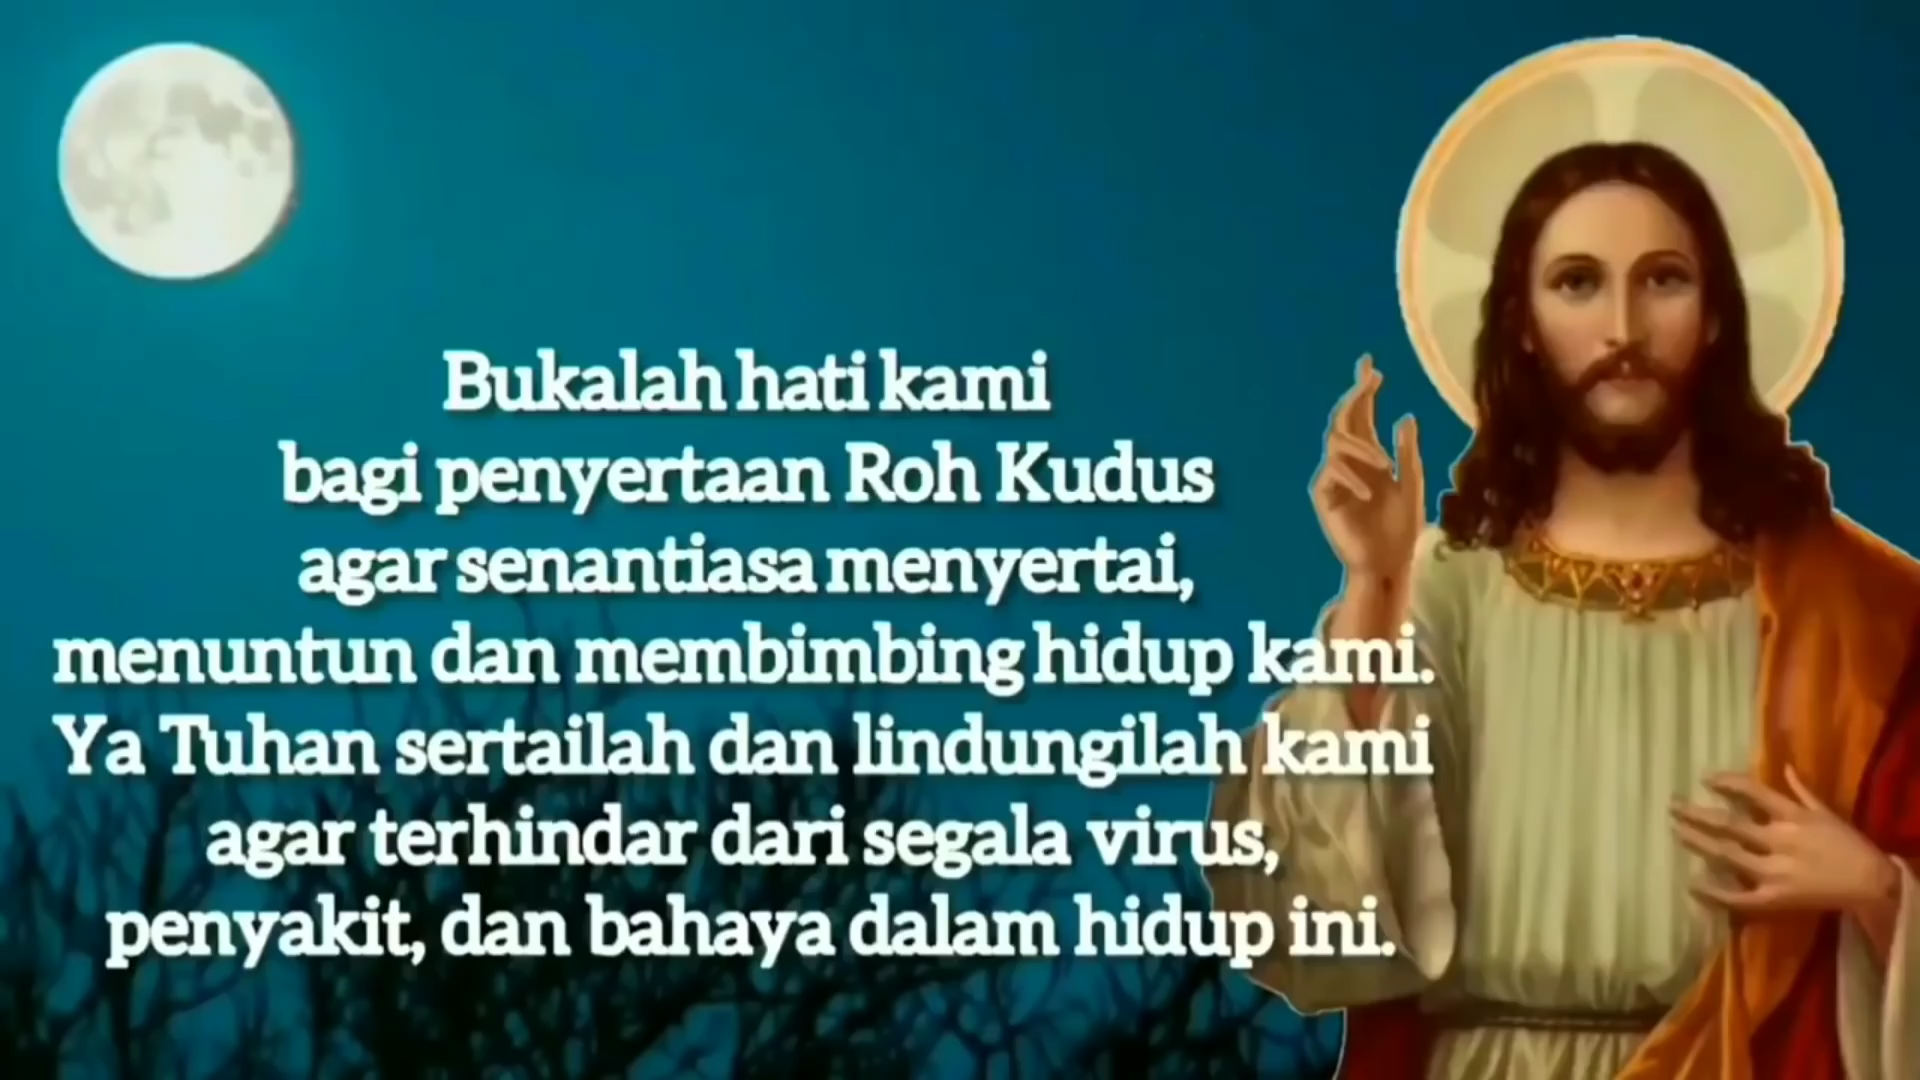 Bukalah hati kami
bagi penyertaan Roh Kudus
agar senantiasa menyertai,
menuntun dan membimbing hidup kami.
Ya Tuhan sertailah dan lindungilah kami
agar terhindar dari segala virus,
penyakit, dan bahaya dalam hidup ini.